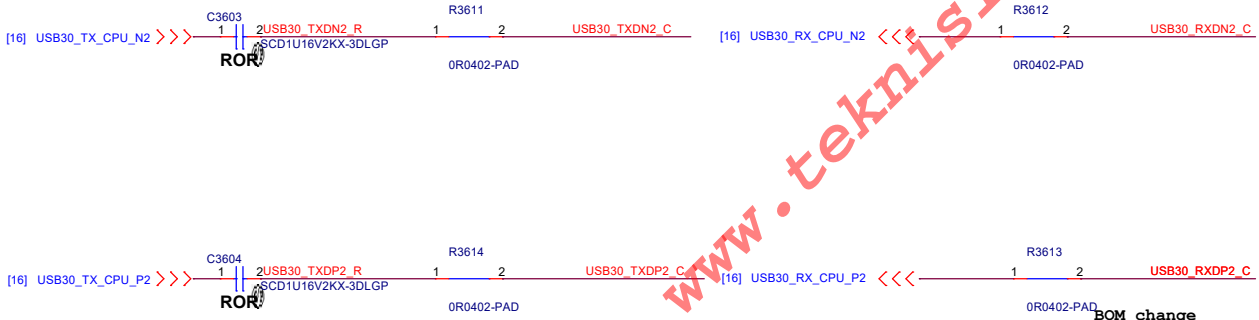 C3603
R3611
R3612
[16] USB30_TX_CPU_N2
1
2
USB30_TXDN2_R
1
2
USB30_TXDN2_C
[16] USB30_RX_CPU_N2
1
2
USB30_RXDN2_C
SCD1U16V2KX-3DLGP
ROR
0R0402-PAD
0R0402-PAD
www.teknis
C3604
R3614
R3613
[16] USB30_TX_CPU_P2
1
2
USB30_TXDP2_R
1
2
USB30_TXDP2_C
[16] USB30_RX_CPU_P2
1
2
USB30_RXDP2_C
SCD1U16V2KX-3DLGP
ROR
0R0402-PAD
0R0402-PAD
BOM change